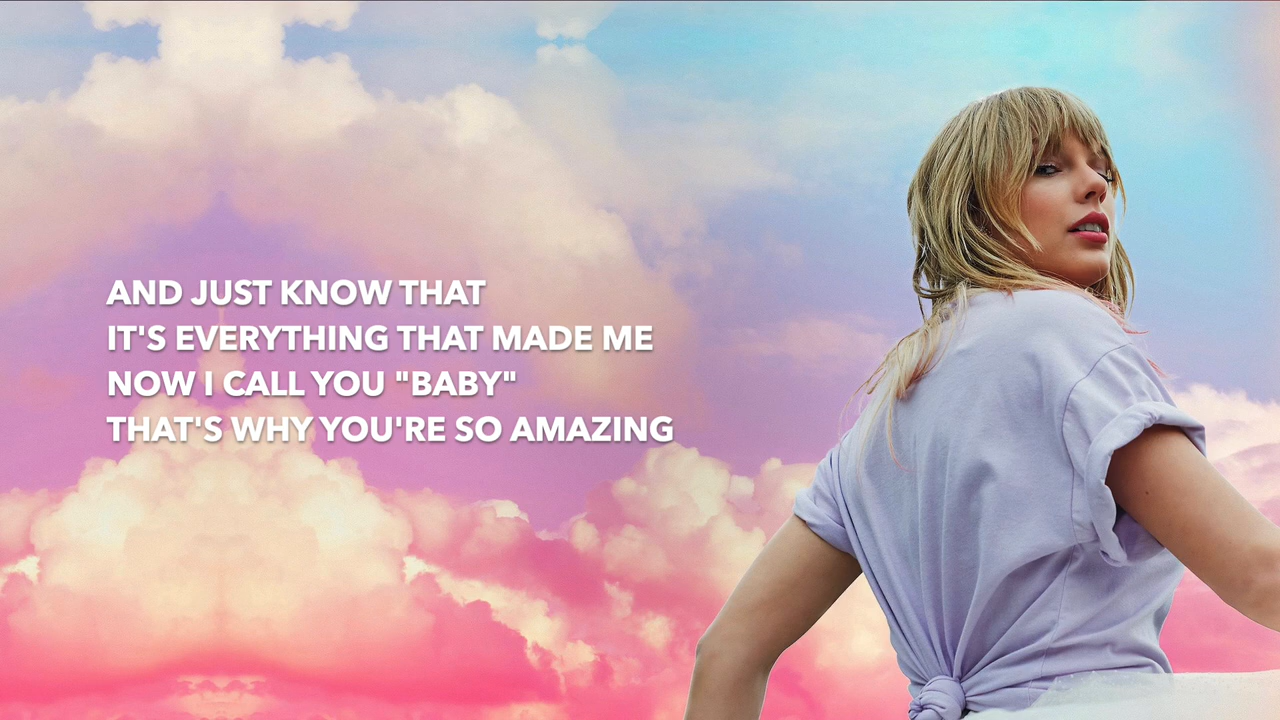 AND JUST KNOW THAT
IT'S EVERYTHING THAT MADE ME
NOW I CALL YOU "BABY"
THAT'S WHY YOU'RE SO AMAZING